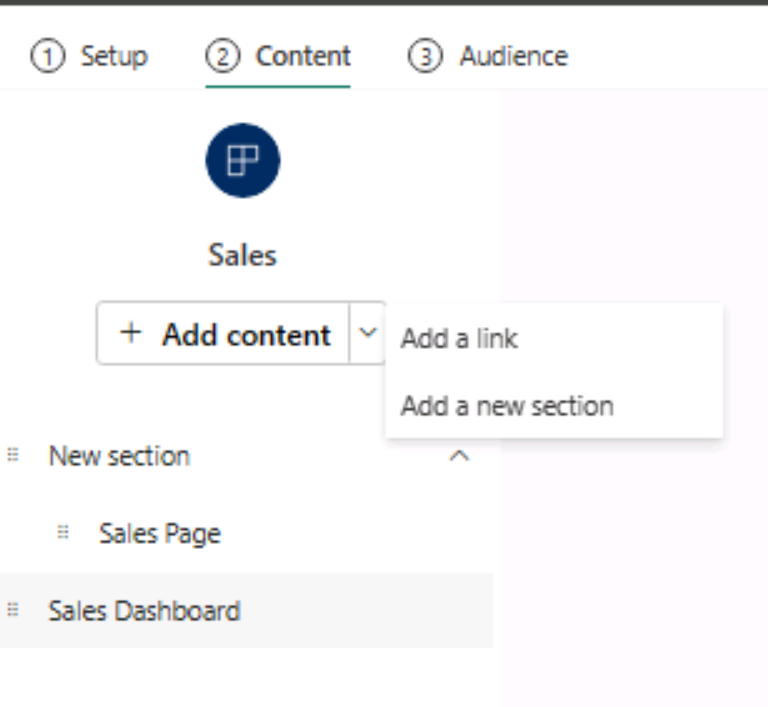 1 Setup 2 Content 3 Audience
Sales
+ Add content
Add a link
Add a new section
New section
Sales Page
Sales Dashboard